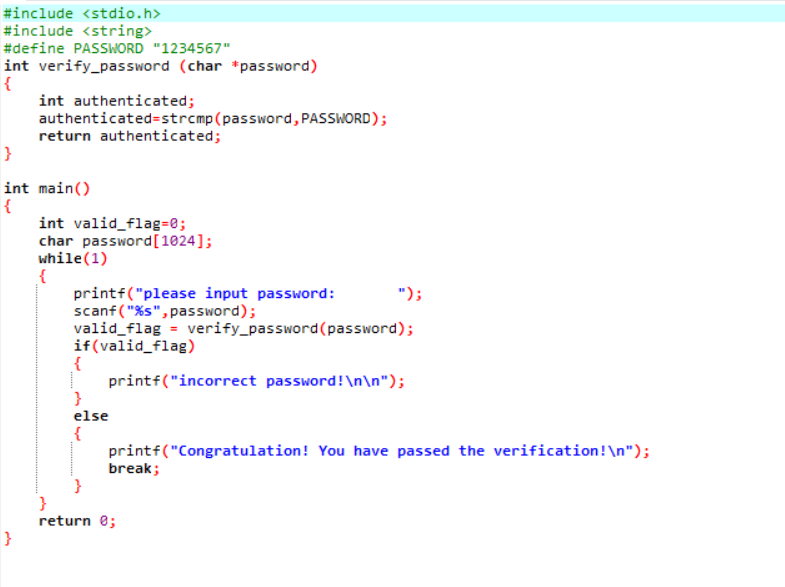 #include <stdio.h>
#include <string>
#define PASSWORD "1234567"
int verify_password (char *password)
{
    int authenticated;
    authenticated=strcmp(password,PASSWORD);
    return authenticated;
}

int main()
{
    int valid_flag=0;
    char password[1024];
    while(1)
    {
        printf("please input password:       ");
        scanf("%s",password);
        valid_flag = verify_password(password);
        if(valid_flag)
        {
            printf("incorrect password!\n\n");
        }
        else
        {
            printf("Congratulation! You have passed the verification!\n");
            break;
        }
    }
    return 0;
}